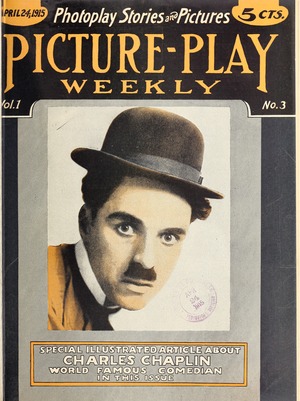 APRIL 24, 1915
Photoplay Stories and Pictures
5 CTS.
PICTURE-PLAY
WEEKLY
Vol. 1
No. 3
SPECIAL ILLUSTRATED ARTICLE ABOUT
CHARLES CHAPLIN
WORLD FAMOUS COMEDIAN
IN THIS ISSUE